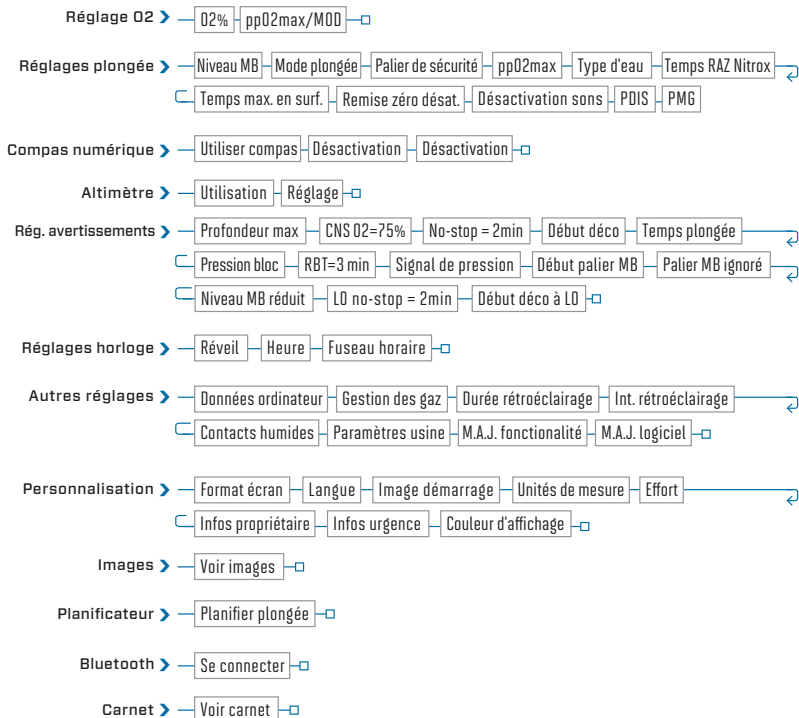 Réglage O2 O2% ppO2max/MOD
Réglages plongée Niveau MB Mode plongée Palier de sécurité ppO2max Type d'eau Temps RAZ Nitrox
Temps max. en surf. Remise zéro désat. Désactivation sons PDIS PMG
Compas numérique Utiliser compas Désactivation Désactivation
Altimètre Utilisation Réglage
Rég. avertissements Profondeur max CNS O2=75% No-stop = 2min Début déco Temps plongée
Pression bloc RBT=3 min Signal de pression Début palier MB Palier MB ignoré
Niveau MB réduit L0 no-stop = 2min Début déco à L0
Réglages horloge Réveil Heure Fuseau horaire
Autres réglages Données ordinateur Gestion des gaz Durée rétroéclairage Int. rétroéclairage
Contacts humides Paramètres usine M.A.J. fonctionalité M.A.J. logiciel
Personnalisation Format écran Langue Image démarrage Unités de mesure Effort
Infos propriétaire Infos urgence Couleur d'affichage
Images Voir images
Planificateur Planifier plongée
Bluetooth Se connecter
Carnet Voir carnet